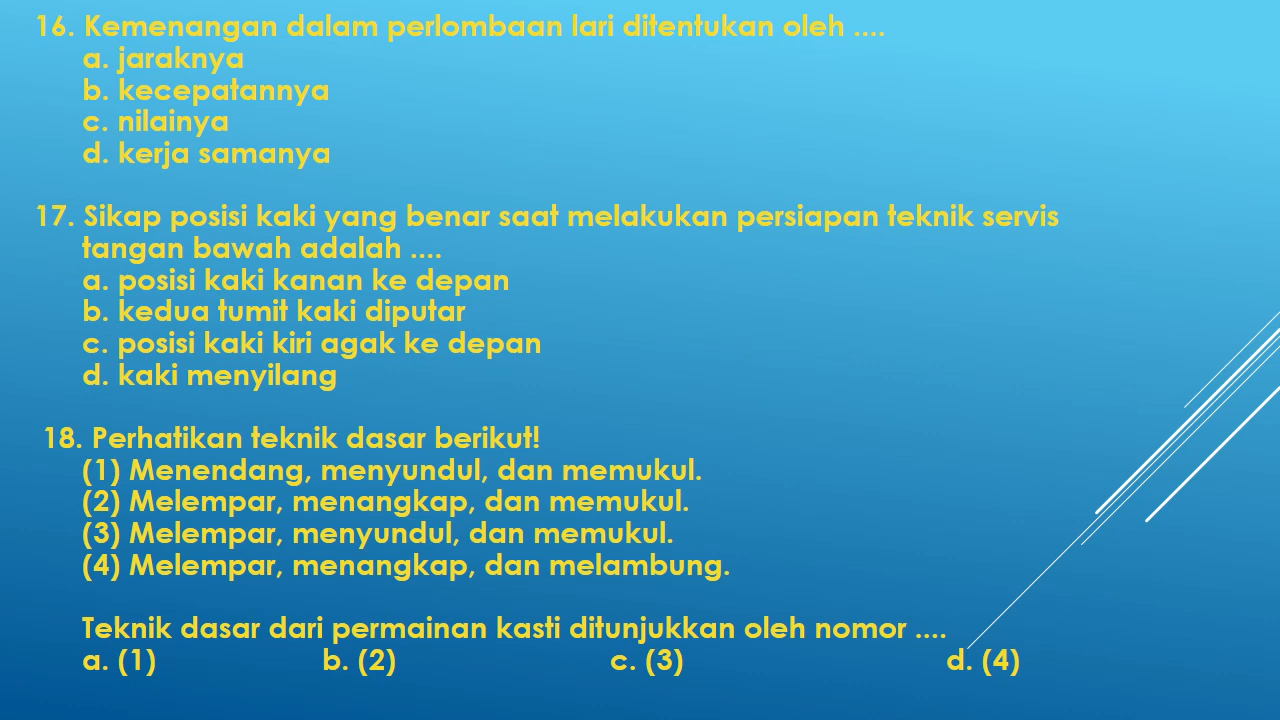 16. Kemenangan dalam perlombaan lari ditentukan oleh ....
a. jaraknya
b. kecepatannya
c. nilainya
d. kerja samanya
17. Sikap posisi kaki yang benar saat melakukan persiapan teknik servis
tangan bawah adalah ....
a. posisi kaki kanan ke depan
b. kedua tumit kaki diputar
c. posisi kaki kiri agak ke depan
d. kaki menyilang
18. Perhatikan teknik dasar berikut!
(1) Menendang, menyundul, dan memukul.
(2) Melempar, menangkap, dan memukul.
(3) Melempar, menyundul, dan memukul.
(4) Melempar, menangkap, dan melambung.
Teknik dasar dari permainan kasti ditunjukkan oleh nomor ....
a. (1) b. (2) c. (3) d. (4)